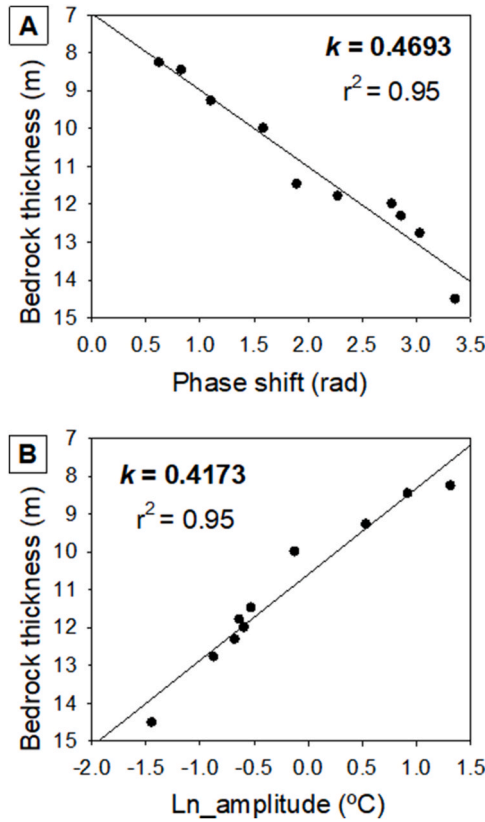 A
k = 0.4693
r² = 0.95
Bedrock thickness (m)
7
8
9
10
11
12
13
14
15
0.0 0.5 1.0 1.5 2.0 2.5 3.0 3.5
Phase shift (rad)
B
k = 0.4173
r² = 0.95
Bedrock thickness (m)
7
8
9
10
11
12
13
14
15
-2.0 -1.5 -1.0 -0.5 0.0 0.5 1.0 1.5
Ln_amplitude (ºC)